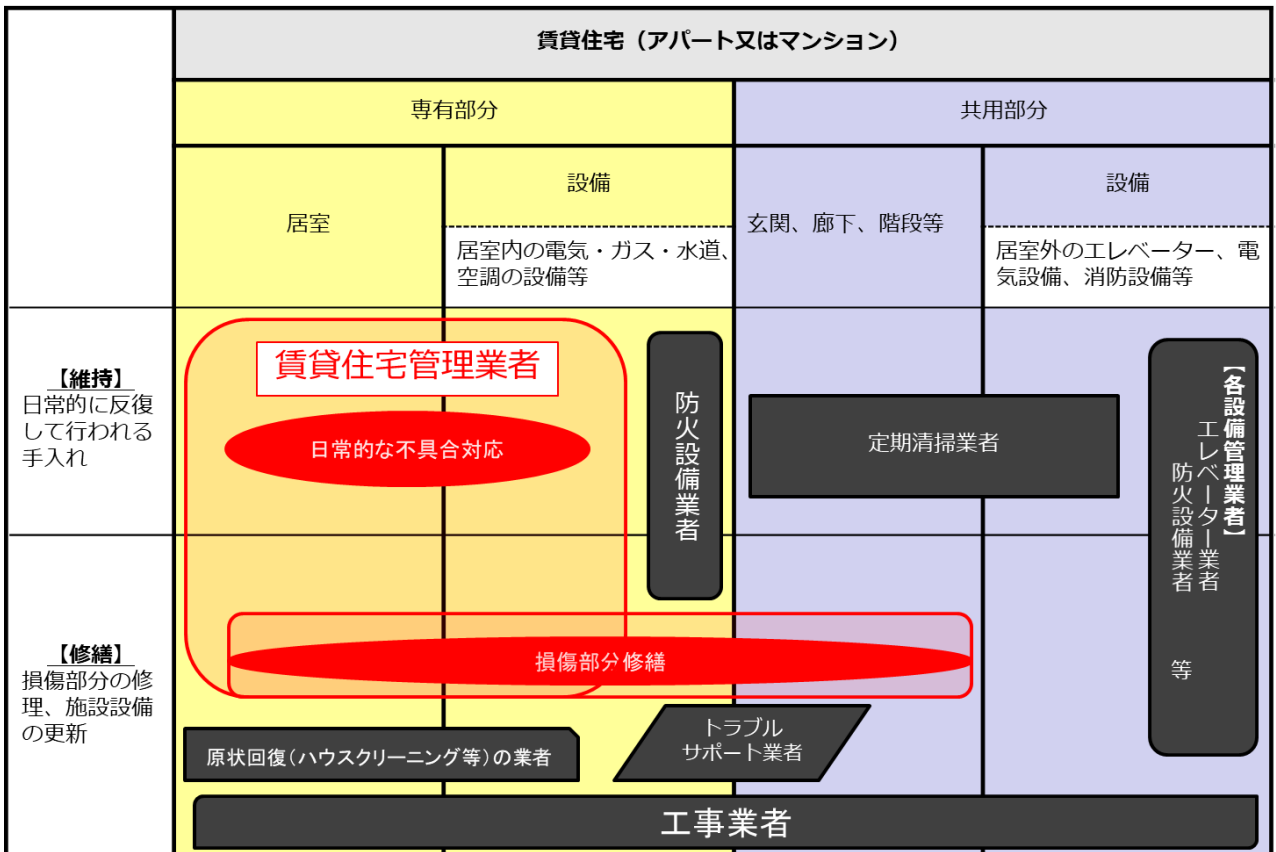 賃貸住宅（アパート又はマンション）
専有部分
共用部分
居室
設備
居室内の電気・ガス・水道、
空調の設備等
玄関、廊下、階段等
設備
居室外のエレベーター、電
気設備、消防設備等
【維持】
日常的に反復
して行われる
手入れ
賃貸住宅管理業者
日常的な不具合対応
防火設備業者
定期清掃業者
【各設備管理業者】
エレベーター業者
防火設備業者
等
【修繕】
損傷部分の修
理、施設設備
の更新
損傷部分修繕
原状回復（ハウスクリーニング等）の業者
トラブル
サポート業者
工事業者